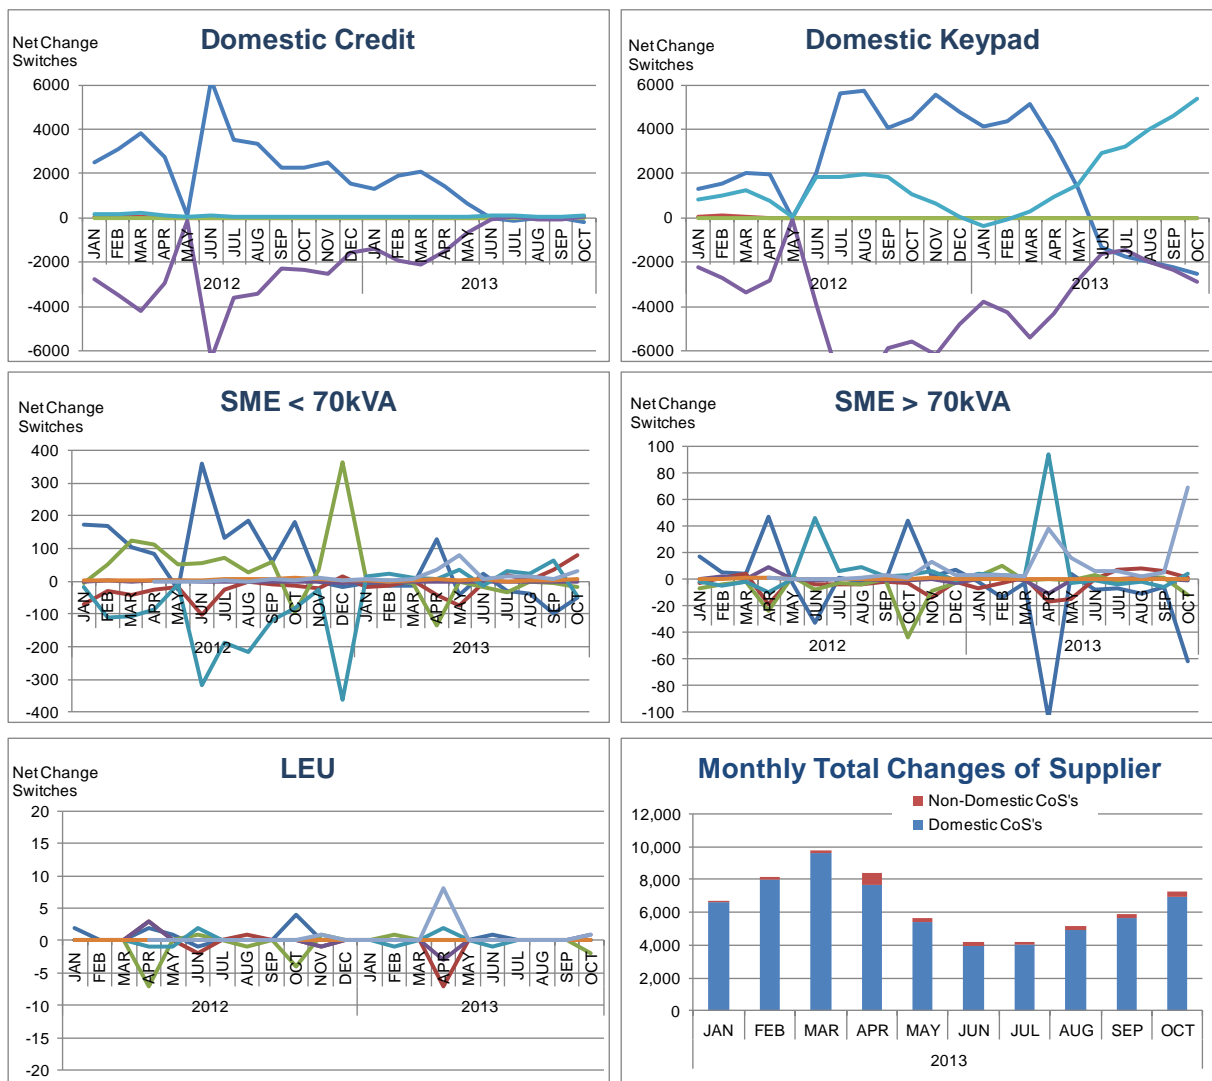 Domestic Credit
Net Change
Switches
6000
4000
2000
0
-2000
-4000
-6000
JAN FEB MAR APR MAY JUN JUL AUG SEP OCT NOV DEC JAN FEB MAR APR MAY JUN JUL AUG SEP OCT
2012 2013
Domestic Keypad
Net Change
Switches
6000
4000
2000
0
-2000
-4000
-6000
JAN FEB MAR APR MAY JUN JUL AUG SEP OCT NOV DEC JAN FEB MAR APR MAY JUN JUL AUG SEP OCT
2012 2013
SME < 70kVA
Net Change
Switches
400
300
200
100
0
-100
-200
-300
-400
JAN FEB MAR APR MAY JUN JUL AUG SEP OCT NOV DEC JAN FEB MAR APR MAY JUN JUL AUG SEP OCT
2012 2013
SME > 70kVA
Net Change
Switches
100
80
60
40
20
0
-20
-40
-60
-80
-100
JAN FEB MAR APR MAY JUN JUL AUG SEP OCT NOV DEC JAN FEB MAR APR MAY JUN JUL AUG SEP OCT
2012 2013
LEU
Net Change
Switches
20
15
10
5
0
-5
-10
-15
-20
JAN FEB MAR APR MAY JUN JUL AUG SEP OCT NOV DEC JAN FEB MAR APR MAY JUN JUL AUG SEP OCT
2012 2013
Monthly Total Changes of Supplier
Non-Domestic CoS's
Domestic CoS's
12,000
10,000
8,000
6,000
4,000
2,000
0
JAN FEB MAR APR MAY JUN JUL AUG SEP OCT
2013